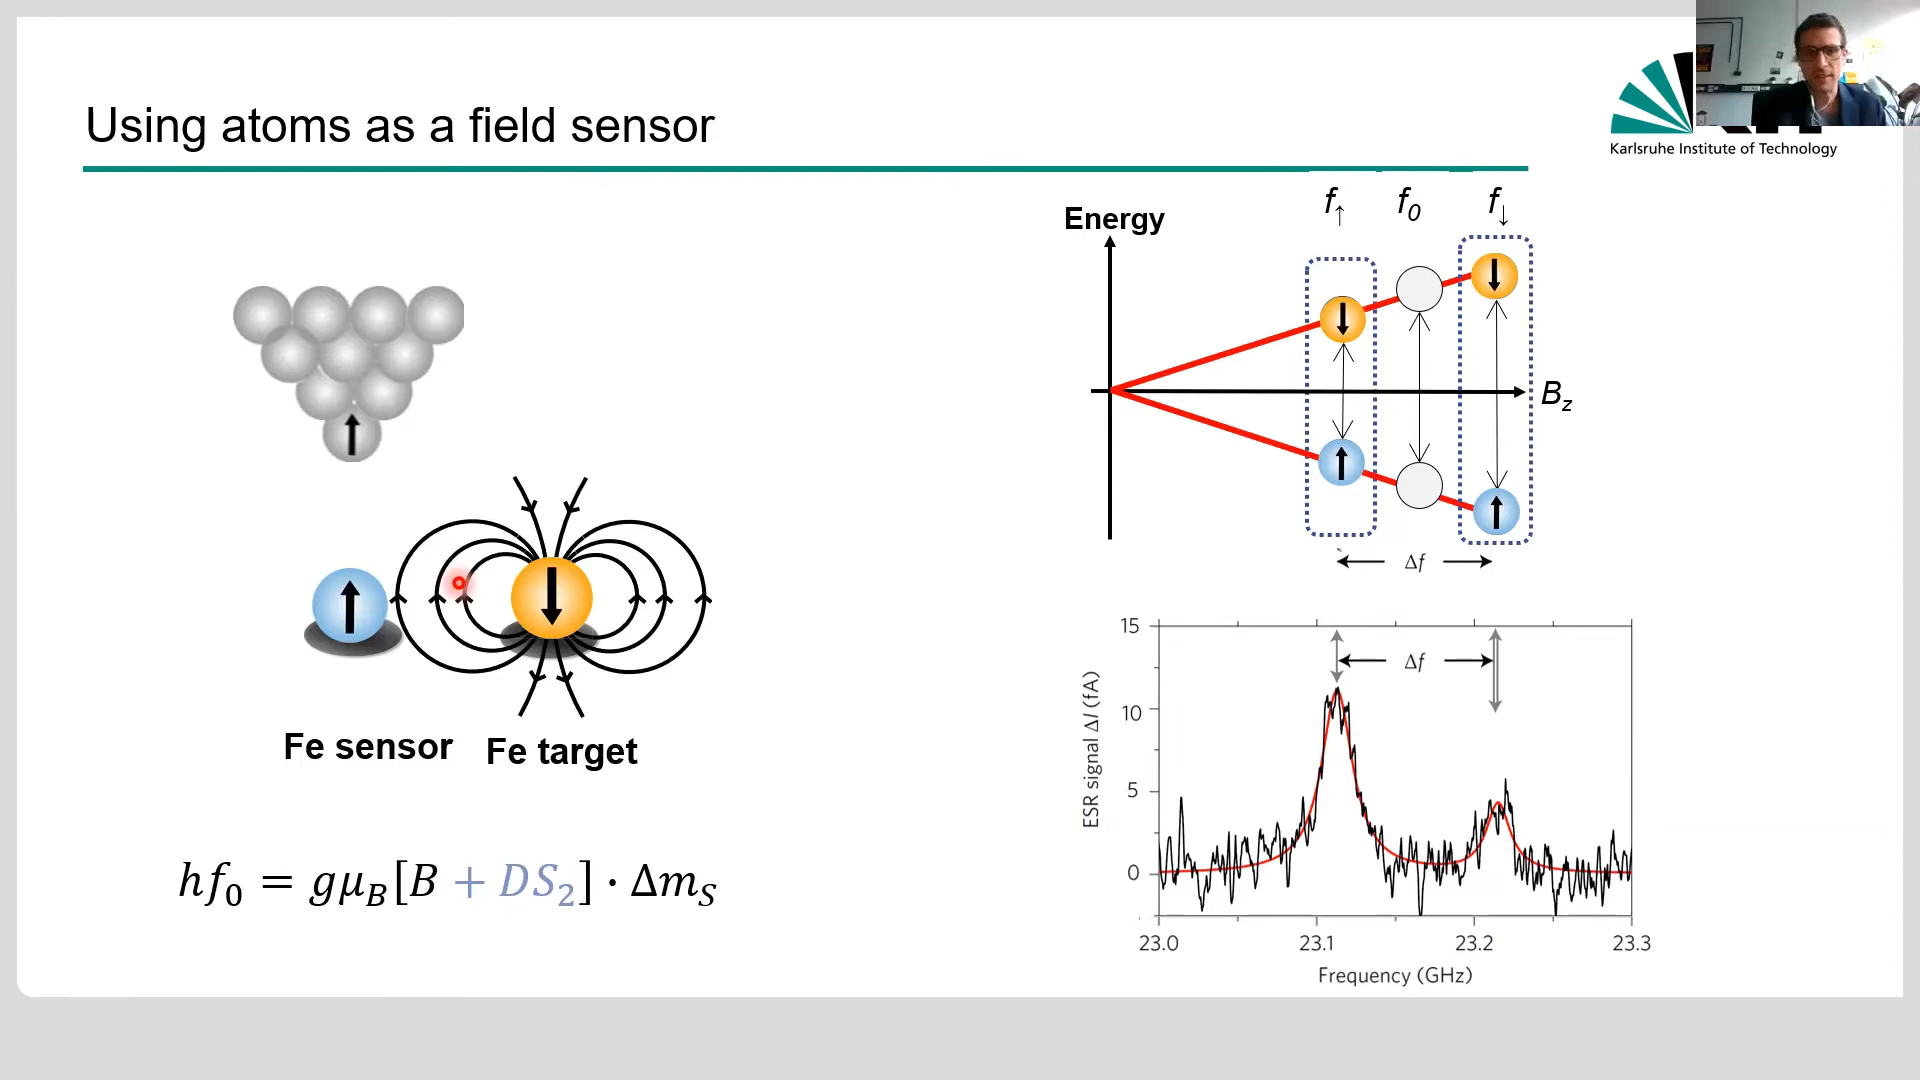 Using atoms as a field sensor
Karlsruhe Institute of Technology
f↑ f0 f↓
Energy
Bz
Δf
Fe sensor Fe target
hf0 = gμB[B + DS2] · ΔmS
15
10
5
0
ESR signal ΔI (fA)
Δf
23.0 23.1 23.2 23.3
Frequency (GHz)